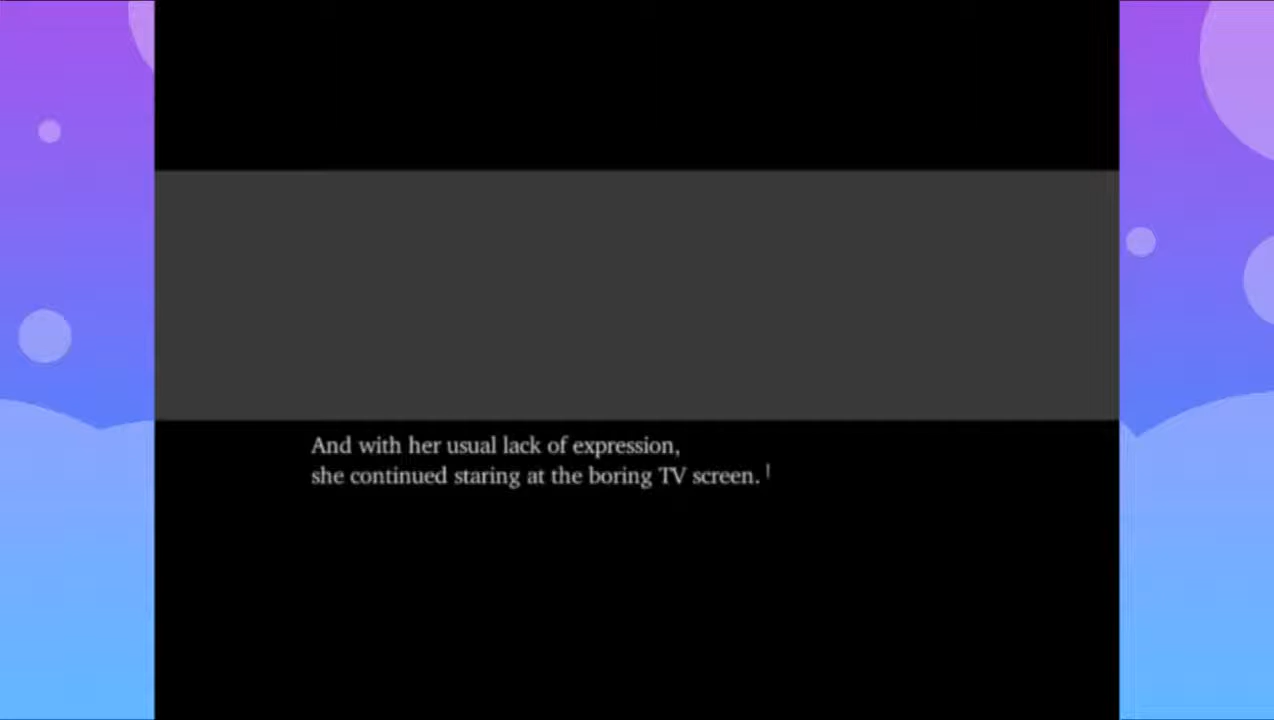 And with her usual lack of expression,
she continued staring at the boring TV screen.